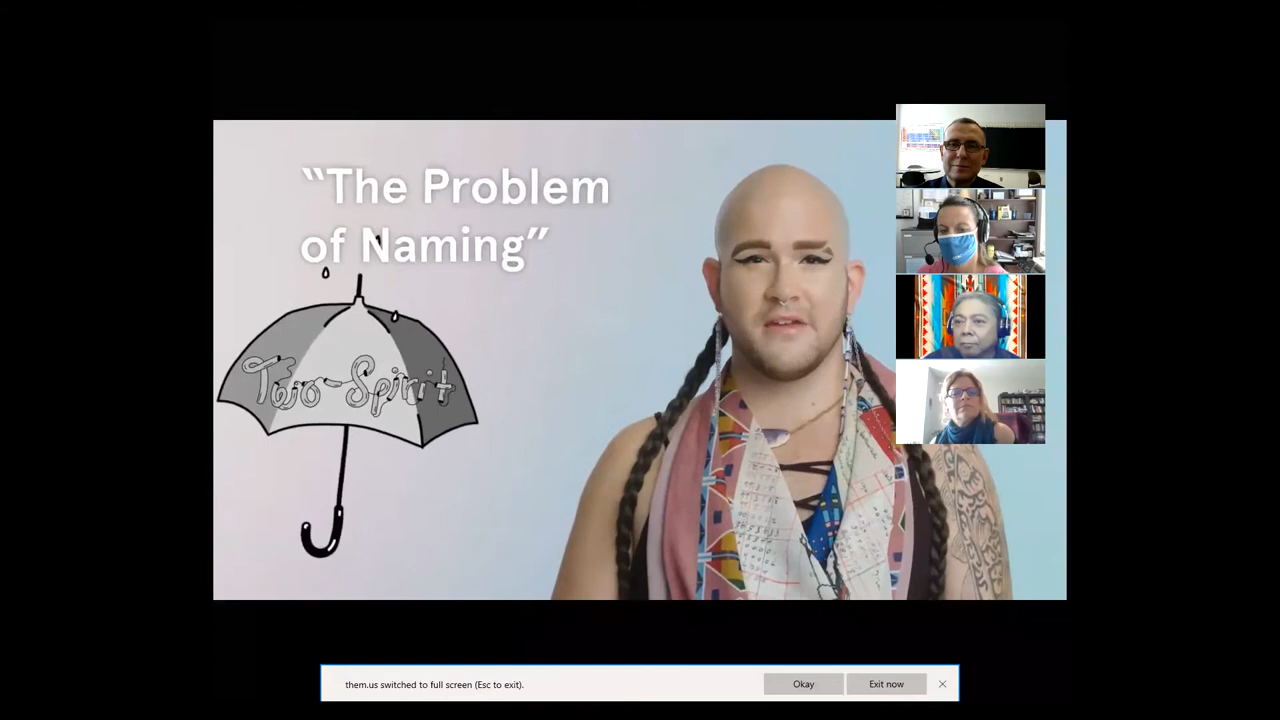 “The Problem
of Naming”
Two-Spirit
them.us switched to full screen (Esc to exit).
Okay
Exit now